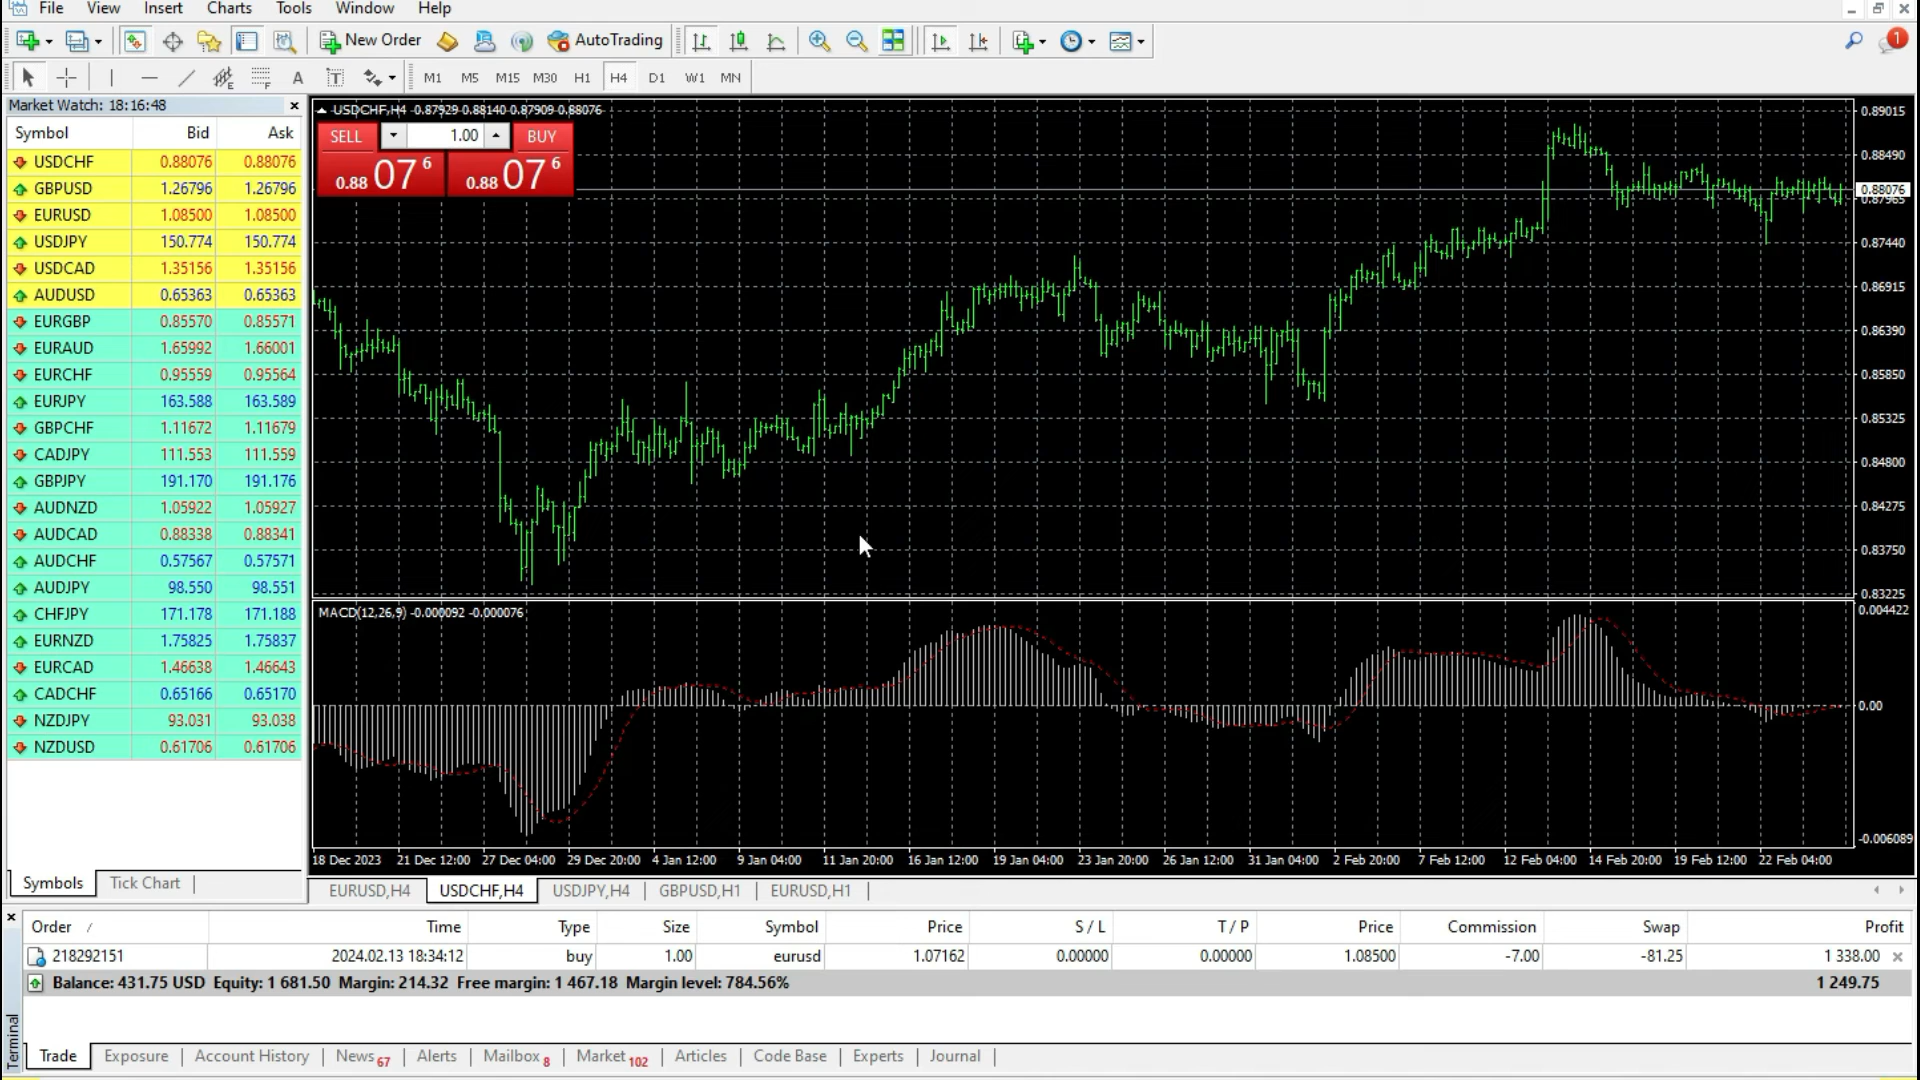 File View Insert Charts Tools Window Help
New Order AutoTrading 1
A T M1 M5 M15 M30 H1 H4 D1 W1 MN
Market Watch: 18:16:48
Symbol Bid Ask
USDCHF 0.88076 0.88076
GBPUSD 1.26796 1.26796
EURUSD 1.08500 1.08500
USDJPY 150.774 150.774
USDCAD 1.35156 1.35156
AUDUSD 0.65363 0.65363
EURGBP 0.85570 0.85571
EURAUD 1.65992 1.66001
EURCHF 0.95559 0.95564
EURJPY 163.588 163.589
GBPCHF 1.11672 1.11679
CADJPY 111.553 111.559
GBPJPY 191.170 191.176
AUDNZD 1.05922 1.05927
AUDCAD 0.88338 0.88341
AUDCHF 0.57567 0.57571
AUDJPY 98.550 98.551
CHFJPY 171.178 171.188
EURNZD 1.75825 1.75837
EURCAD 1.46638 1.46643
CADCHF 0.65166 0.65170
NZDJPY 93.031 93.038
NZDUSD 0.61706 0.61706
Symbols Tick Chart
USDCHF,H4 0.87929 0.88140 0.87909 0.88076
SELL 1.00 BUY
0.88 07 6 0.88 07 6
0.89015
0.88490
0.88076
0.87965
0.87440
0.86915
0.86390
0.85850
0.85325
0.84800
0.84275
0.83750
0.83225
MACD(12,26,9) -0.000092 -0.000076
0.004422
0.00
-0.006089
18 Dec 2023 21 Dec 12:00 27 Dec 04:00 29 Dec 20:00 4 Jan 12:00 9 Jan 04:00 11 Jan 20:00 16 Jan 12:00 19 Jan 04:00 23 Jan 20:00 26 Jan 12:00 31 Jan 04:00 2 Feb 20:00 7 Feb 12:00 12 Feb 04:00 14 Feb 20:00 19 Feb 12:00 22 Feb 04:00
EURUSD,H4 USDCHF,H4 USDJPY,H4 GBPUSD,H1 EURUSD,H1
Order / Time Type Size Symbol Price S / L T / P Price Commission Swap Profit
218292151 2024.02.13 18:34:12 buy 1.00 eurusd 1.07162 0.00000 0.00000 1.08500 -7.00 -81.25 1 338.00
Balance: 431.75 USD Equity: 1 681.50 Margin: 214.32 Free margin: 1 467.18 Margin level: 784.56% 1 249.75
Terminal
Trade Exposure Account History News 67 Alerts Mailbox 8 Market 102 Articles Code Base Experts Journal